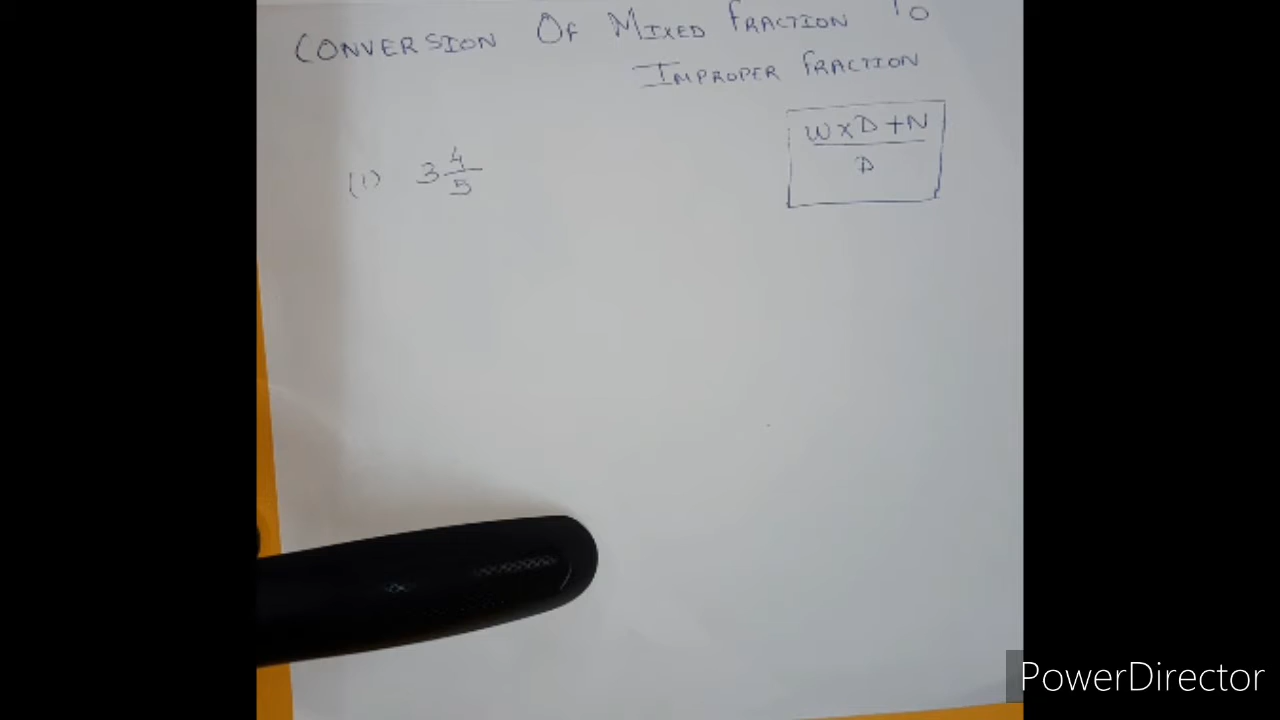 CONVERSION OF MIXED FRACTION TO
IMPROPER FRACTION
W×D+N
D
(1) 3 4/5
PowerDirector